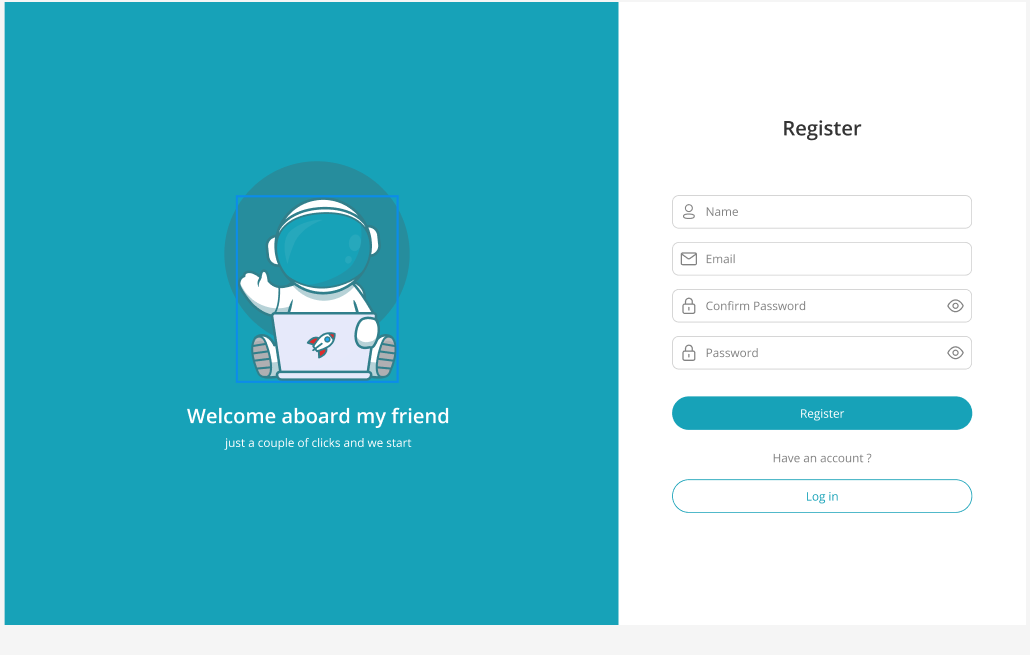 Welcome aboard my friend
just a couple of clicks and we start
Register
Name
Email
Confirm Password
Password
Register
Have an account ?
Log in